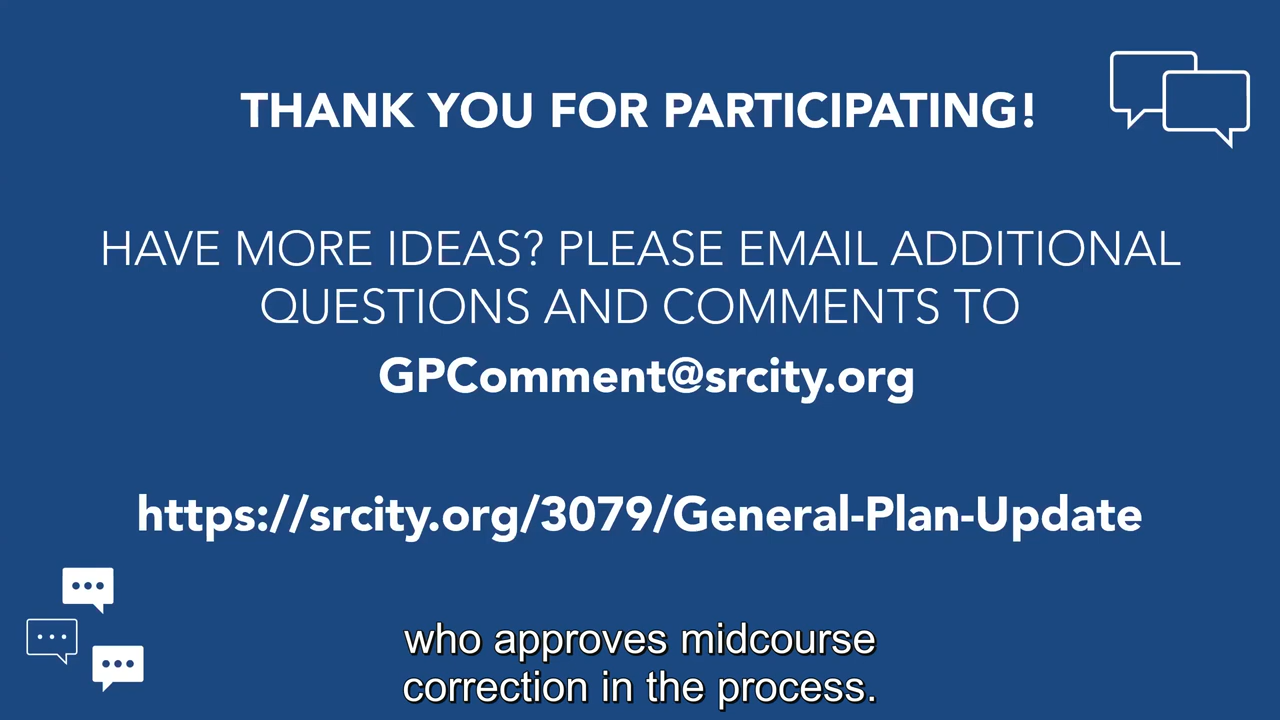 THANK YOU FOR PARTICIPATING!
HAVE MORE IDEAS? PLEASE EMAIL ADDITIONAL
QUESTIONS AND COMMENTS TO
GPComment@srcity.org
https://srcity.org/3079/General-Plan-Update
who approves midcourse
correction in the process.